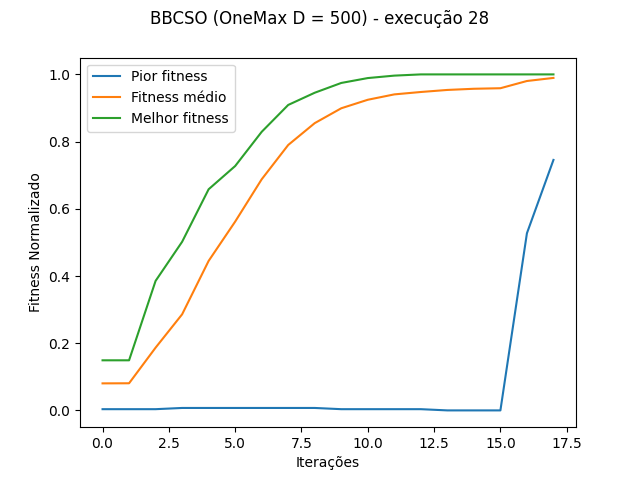 BBCSO (OneMax D = 500) - execução 28
Pior fitness
Fitness médio
Melhor fitness
Fitness Normalizado
1.0
0.8
0.6
0.4
0.2
0.0
0.0 2.5 5.0 7.5 10.0 12.5 15.0 17.5
Iterações